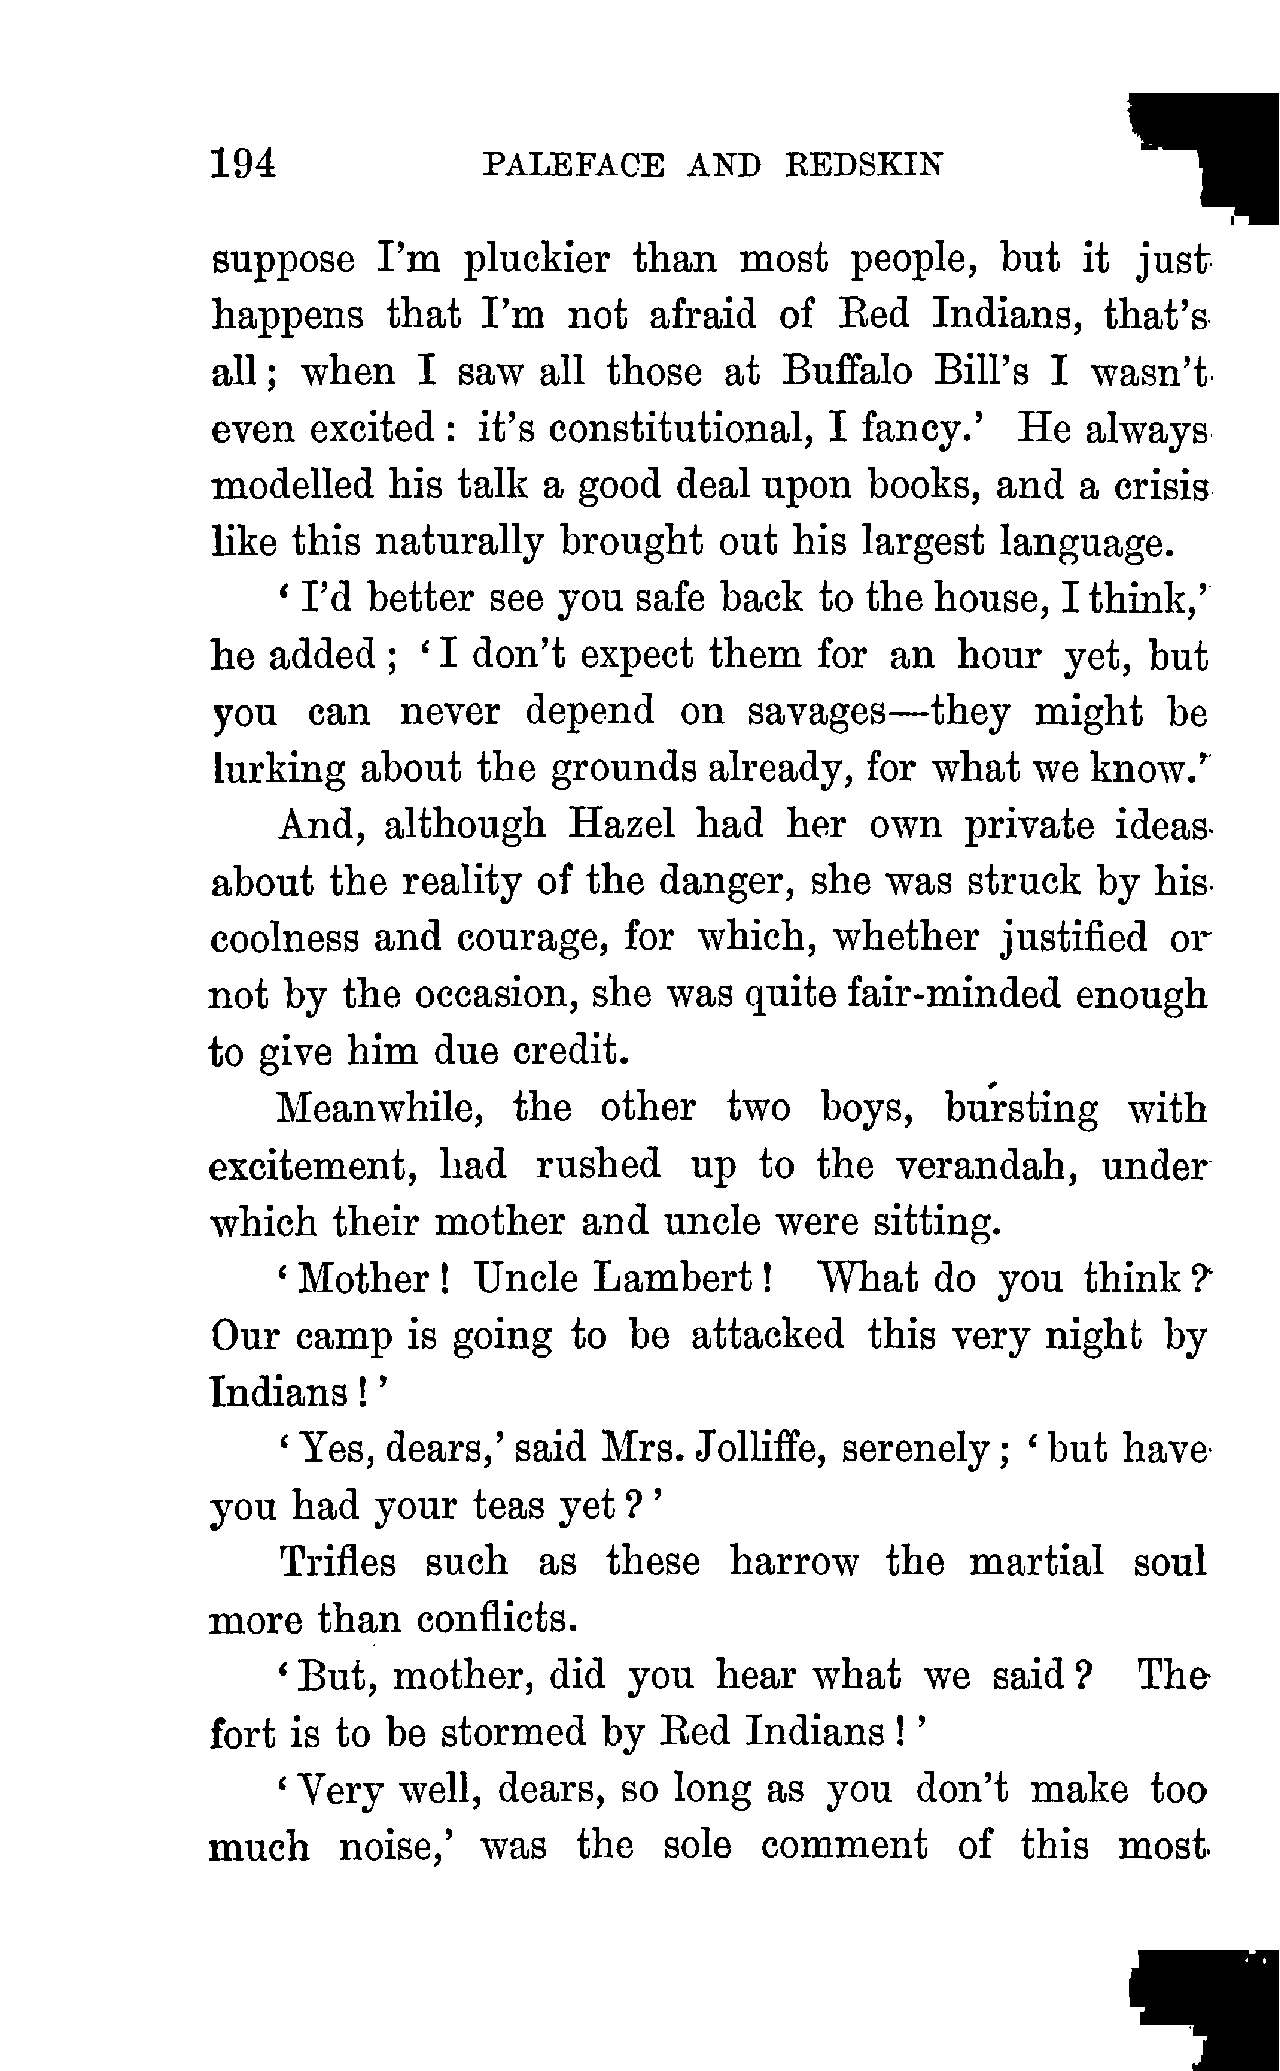 194 PALEFACE AND REDSKIN
suppose I'm pluckier than most people, but it just
happens that I'm not afraid of Red Indians, that's
all; when I saw all those at Buffalo Bill's I wasn't
even excited: it's constitutional, I fancy.' He always
modelled his talk a good deal upon books, and a crisis
like this naturally brought out his largest language.
'I'd better see you safe back to the house, I think,'
he added; 'I don't expect them for an hour yet, but
you can never depend on savages—they might be
lurking about the grounds already, for what we know.'
And, although Hazel had her own private ideas
about the reality of the danger, she was struck by his
coolness and courage, for which, whether justified or
not by the occasion, she was quite fair-minded enough
to give him due credit.
Meanwhile, the other two boys, bursting with
excitement, had rushed up to the verandah, under
which their mother and uncle were sitting.
'Mother! Uncle Lambert! What do you think?
Our camp is going to be attacked this very night by
Indians!'
'Yes, dears,' said Mrs. Jolliffe, serenely; 'but have
you had your teas yet?'
Trifles such as these harrow the martial soul
more than conflicts.
'But, mother, did you hear what we said? The
fort is to be stormed by Red Indians!'
'Very well, dears, so long as you don't make too
much noise,' was the sole comment of this most